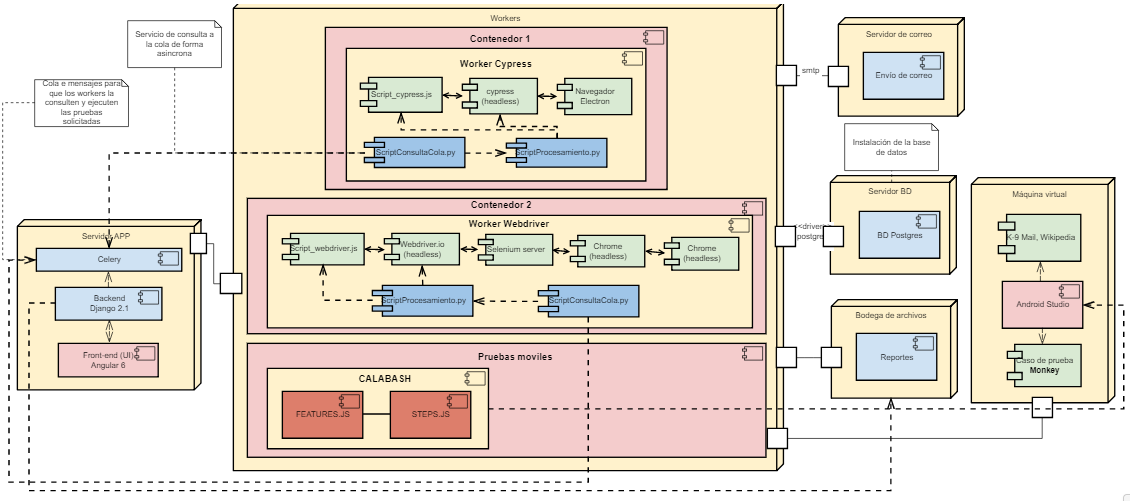 Servicio de consulta a
la cola de forma
asincrona
Cola e mensajes para
que los workers la
consulten y ejecuten
las pruebas
solicitadas
Workers
Contenedor 1
Worker Cypress
Script_cypress.js
cypress
(headless)
Navegador
Electron
ScriptConsultaCola.py
ScriptProcesamiento.py
Contenedor 2
Worker Webdriver
Script_webdriver.js
Webdriver.io
(headless)
Selenium server
Chrome
(headless)
Chrome
(headless)
ScriptProcesamiento.py
ScriptConsultaCola.py
Pruebas moviles
CALABASH
FEATURES.JS
STEPS.JS
Servidor APP
Celery
Backend
Django 2.1
Front-end (UI)
Angular 6
smtp
Servidor de correo
Envío de correo
Instalación de la base
de datos
<<driver
postgre
Servidor BD
BD Postgres
Bodega de archivos
Reportes
Máquina virtual
K-9 Mail, Wikipedia
Android Studio
Caso de prueba
Monkey